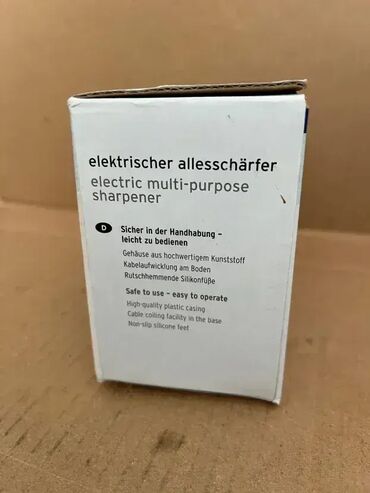 elektrischer allesschärfer
electric multi-purpose
sharpener
D
Sicher in der Handhabung –
leicht zu bedienen
Gehäuse aus hochwertigem Kunststoff
Kabelaufwicklung am Boden
Rutschhemmende Silikonfüße
Safe to use – easy to operate
High-quality plastic casing
Cable coiling facility in the base
Non-slip silicone feet